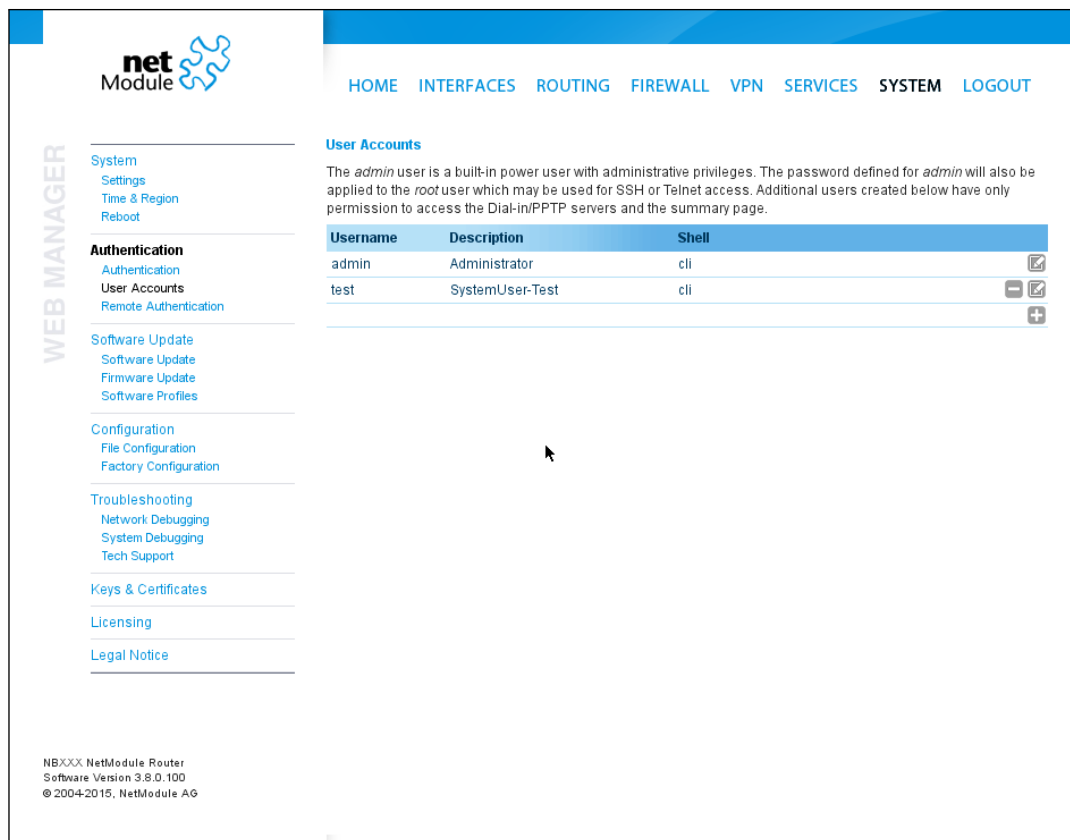 net
Module
HOME INTERFACES ROUTING FIREWALL VPN SERVICES SYSTEM LOGOUT
WEB MANAGER
System
Settings
Time & Region
Reboot
Authentication
Authentication
User Accounts
Remote Authentication
Software Update
Software Update
Firmware Update
Software Profiles
Configuration
File Configuration
Factory Configuration
Troubleshooting
Network Debugging
System Debugging
Tech Support
Keys & Certificates
Licensing
Legal Notice
User Accounts
The admin user is a built-in power user with administrative privileges. The password defined for admin will also be
applied to the root user which may be used for SSH or Telnet access. Additional users created below have only
permission to access the Dial-in/PPTP servers and the summary page.
Username Description Shell
admin Administrator cli
test SystemUser-Test cli
NBXXX NetModule Router
Software Version 3.8.0.100
© 2004-2015, NetModule AG